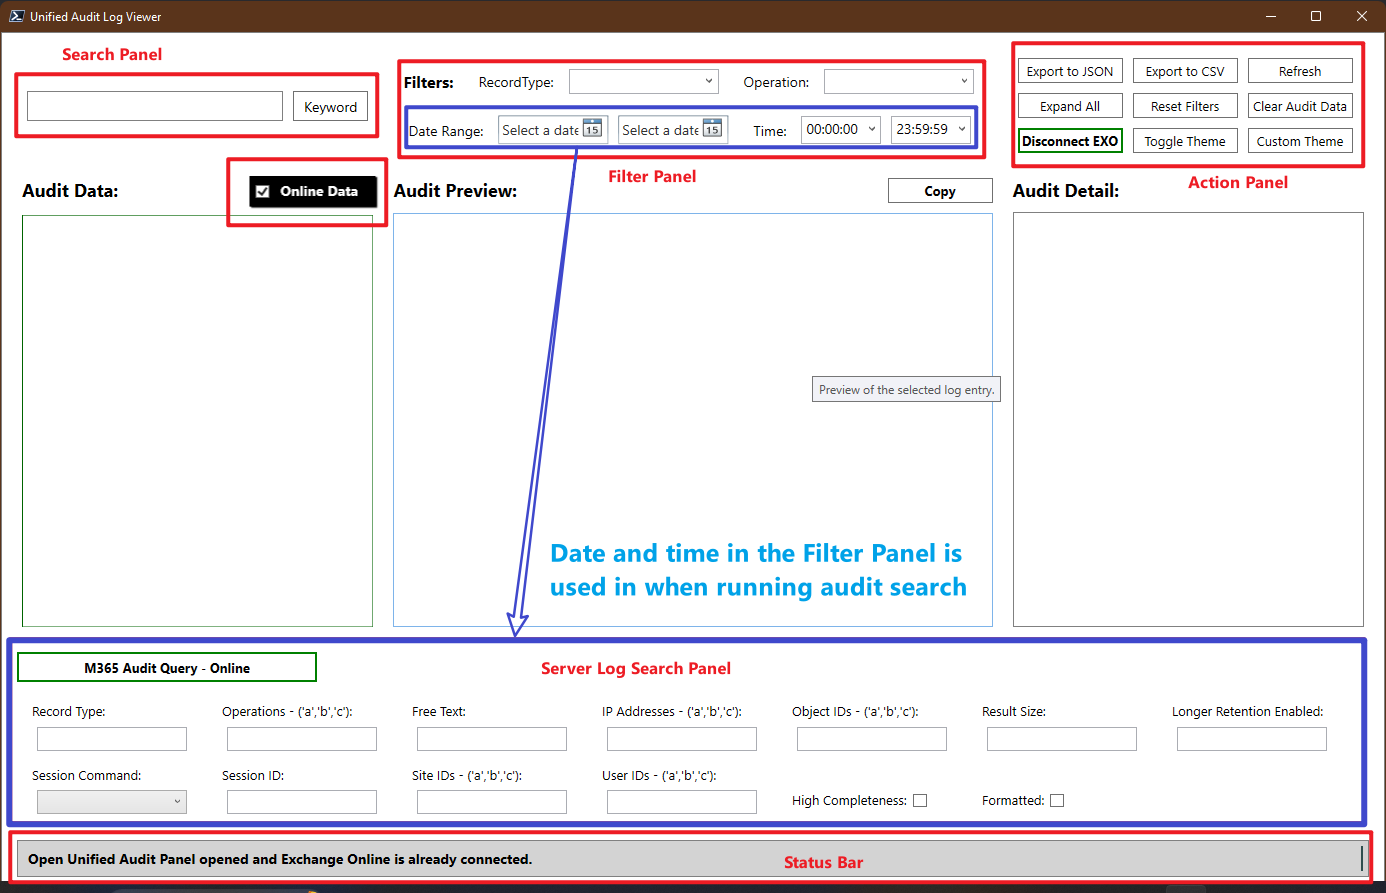 Unified Audit Log Viewer
Search Panel
Keyword
Filters: RecordType: Operation:
Date Range: Select a date 15 Select a date 15 Time: 00:00:00 23:59:59
Filter Panel
Export to JSON Export to CSV Refresh
Expand All Reset Filters Clear Audit Data
Disconnect EXO Toggle Theme Custom Theme
Action Panel
Audit Data: Online Data Audit Preview: Copy Audit Detail:
Preview of the selected log entry.
Date and time in the Filter Panel is
used in when running audit search
M365 Audit Query - Online
Server Log Search Panel
Record Type: Operations - ('a','b','c'): Free Text: IP Addresses - ('a','b','c'): Object IDs - ('a','b','c'): Result Size: Longer Retention Enabled:
Session Command: Session ID: Site IDs - ('a','b','c'): User IDs - ('a','b','c'):
High Completeness: Formatted:
Open Unified Audit Panel opened and Exchange Online is already connected.
Status Bar